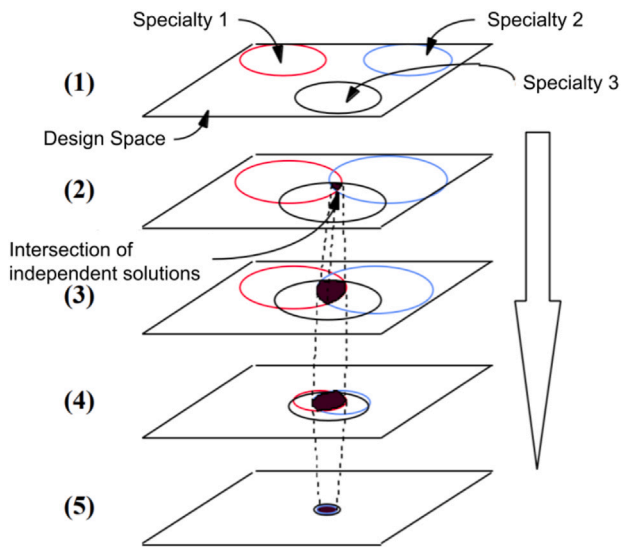 Specialty 1
Specialty 2
(1)
Specialty 3
Design Space
(2)
Intersection of
independent solutions
(3)
(4)
(5)